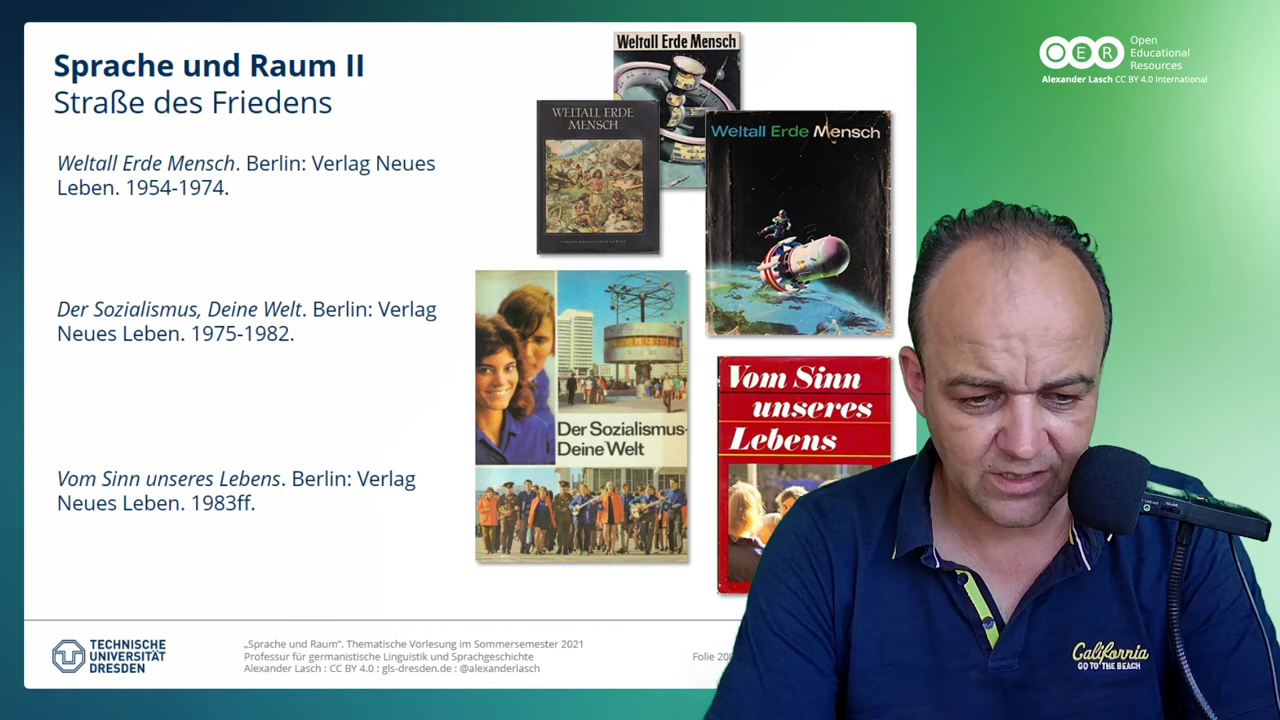 Sprache und Raum II
Straße des Friedens
Weltall Erde Mensch. Berlin: Verlag Neues
Leben. 1954-1974.
Der Sozialismus, Deine Welt. Berlin: Verlag
Neues Leben. 1975-1982.
Vom Sinn unseres Lebens. Berlin: Verlag
Neues Leben. 1983ff.
Weltall Erde Mensch
WELTALL ERDE
MENSCH
Weltall Erde Mensch
Der Sozialismus-
Deine Welt
Vom Sinn
unseres
Lebens
TECHNISCHE
UNIVERSITÄT
DRESDEN
„Sprache und Raum“. Thematische Vorlesung im Sommersemester 2021
Professur für germanistische Linguistik und Sprachgeschichte
Alexander Lasch : CC BY 4.0 : gls-dresden.de : @alexanderlasch
Folie
OER
Open
Educational
Resources
Alexander Lasch CC BY 4.0 International
California
GO TO THE BEACH